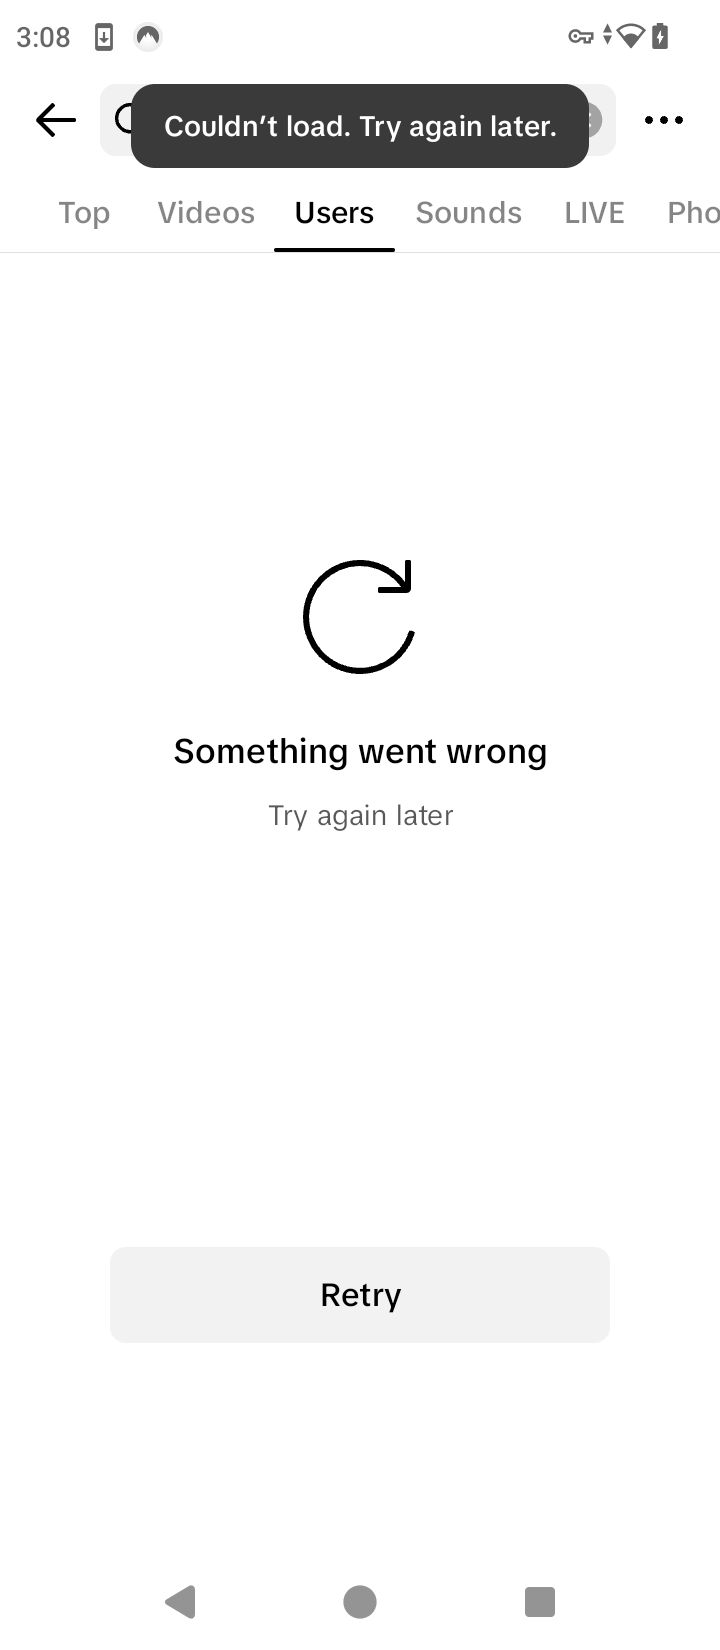 3:08
Couldn’t load. Try again later.
Top Videos Users Sounds LIVE Pho
Something went wrong
Try again later
Retry